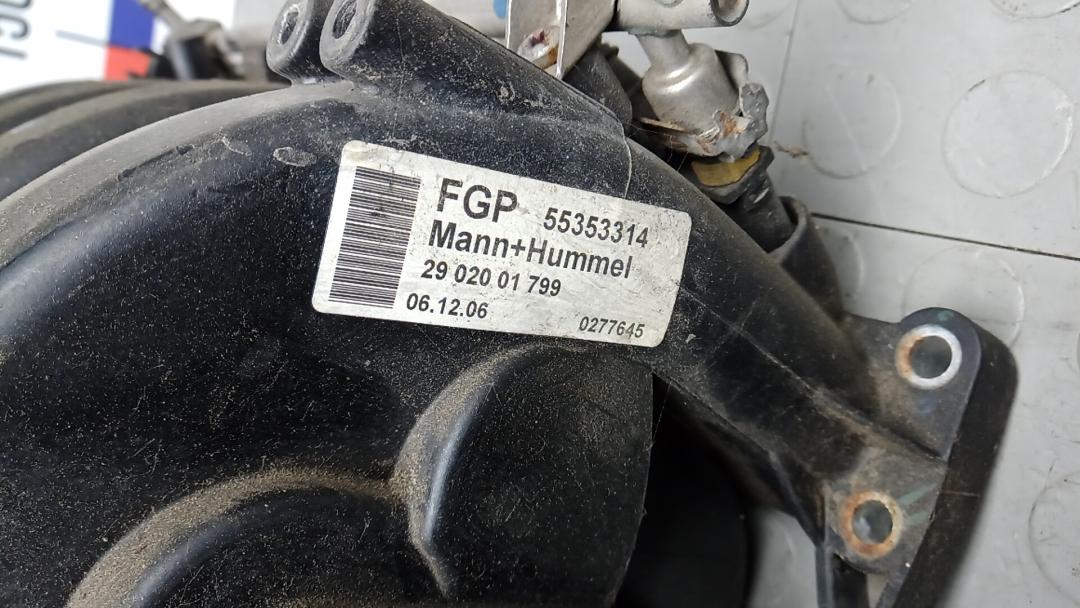 FGP 55353314
Mann+Hummel
29 020 01 799
06.12.06 0277645